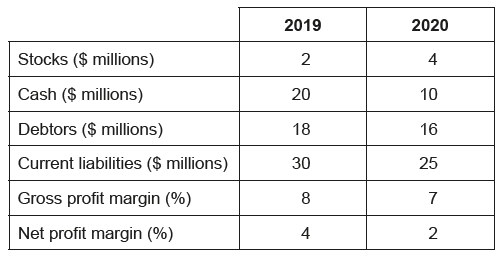 2019 2020
Stocks ($ millions) 2 4
Cash ($ millions) 20 10
Debtors ($ millions) 18 16
Current liabilities ($ millions) 30 25
Gross profit margin (%) 8 7
Net profit margin (%) 4 2